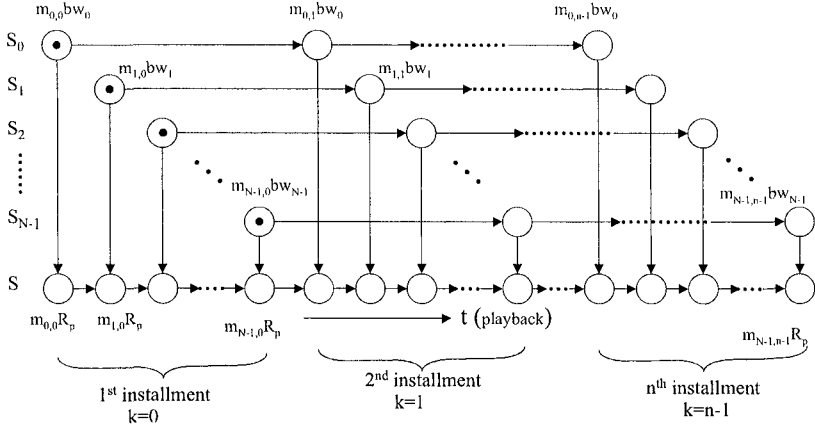 m0,0bw0 m0,1bw0 m0,n-1bw0
S0
m1,0bw1 m1,1bw1
S1
S2
mN-1,0bwN-1 mN-1,n-1bwN-1
SN-1
S
m0,0Rp m1,0Rp mN-1,0Rp t (playback) mN-1,n-1Rp
1st installment 2nd installment nth installment
k=0 k=1 k=n-1